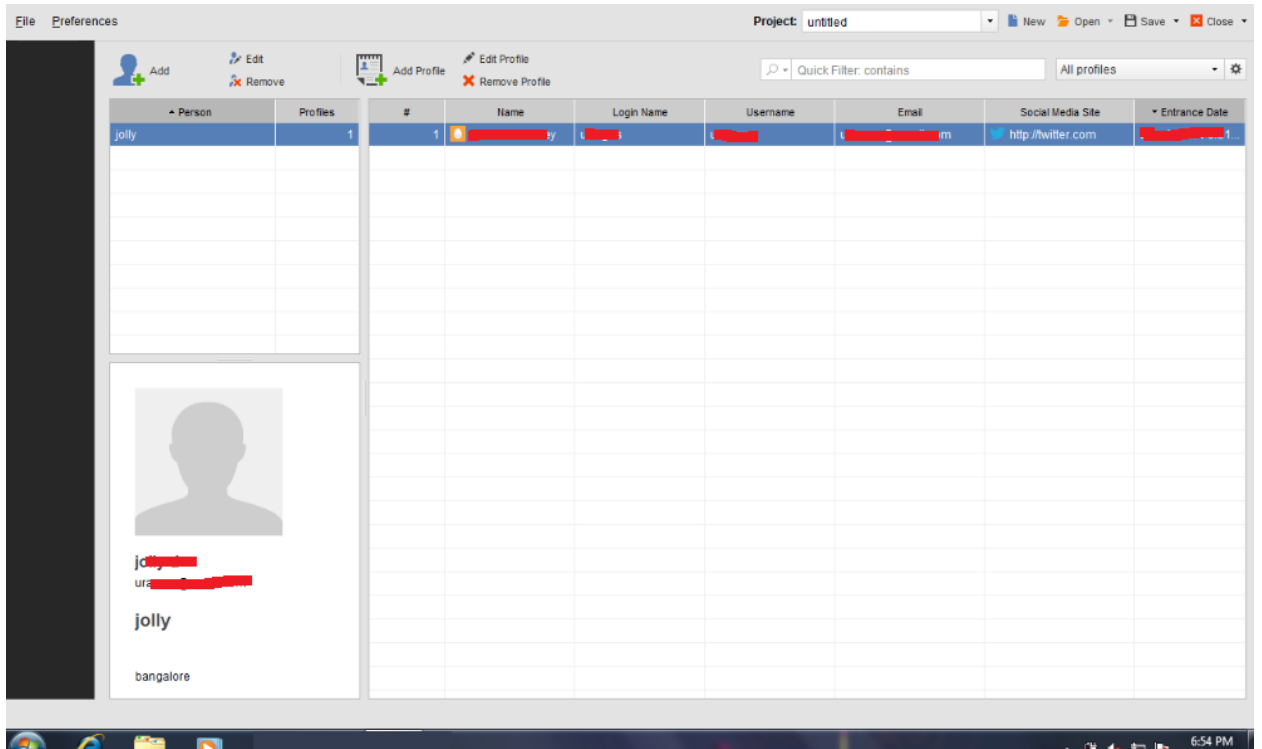 File Preferences Project: untitled New Open Save Close
Add Edit Remove Add Profile Edit Profile Remove Profile Quick Filter: contains All profiles
Person Profiles # Name Login Name Username Email Social Media Site Entrance Date
jolly 1 1 http://twitter.com
jolly
bangalore
6:54 PM